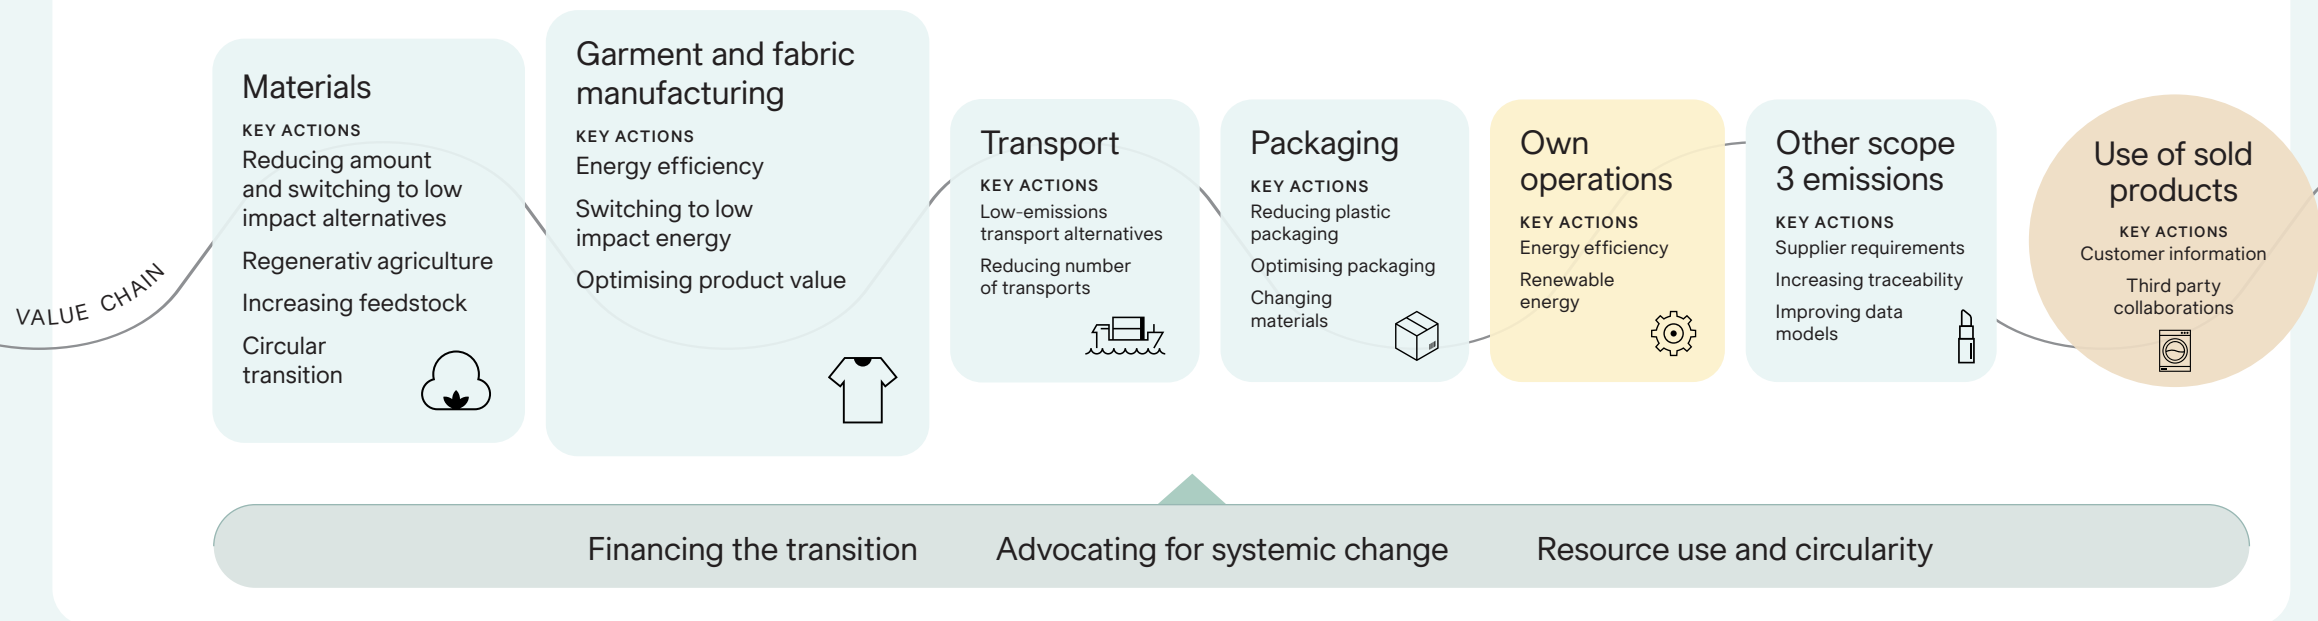 VALUE CHAIN
Materials
KEY ACTIONS
Reducing amount
and switching to low
impact alternatives
Regenerativ agriculture
Increasing feedstock
Circular
transition
Garment and fabric
manufacturing
KEY ACTIONS
Energy efficiency
Switching to low
impact energy
Optimising product value
Transport
KEY ACTIONS
Low-emissions
transport alternatives
Reducing number
of transports
Packaging
KEY ACTIONS
Reducing plastic
packaging
Optimising packaging
Changing
materials
Own
operations
KEY ACTIONS
Energy efficiency
Renewable
energy
Other scope
3 emissions
KEY ACTIONS
Supplier requirements
Increasing traceability
Improving data
models
Use of sold
products
KEY ACTIONS
Customer information
Third party
collaborations
Financing the transition
Advocating for systemic change
Resource use and circularity